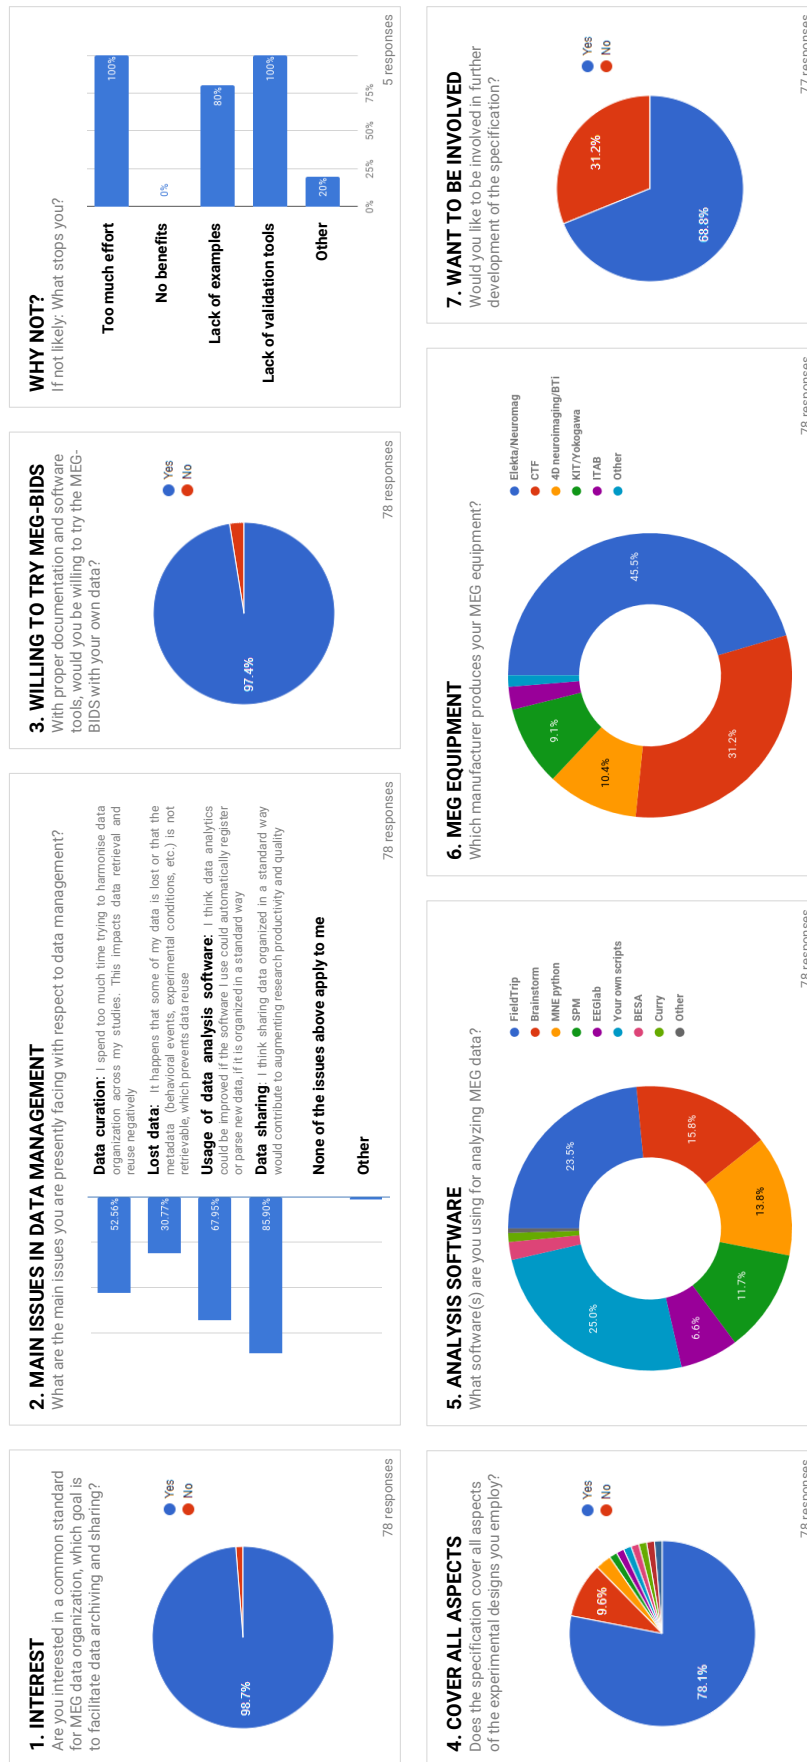 1. INTEREST
Are you interested in a common standard
for MEG data organization, which goal is
to facilitate data archiving and sharing?
98.7%
Yes
No
78 responses
2. MAIN ISSUES IN DATA MANAGEMENT
What are the main issues you are presently facing with respect to data management?
52.56%
Data curation: I spend too much time trying to harmonise data
organization across my studies. This impacts data retrieval and
reuse negatively
30.77%
Lost data: It happens that some of my data is lost or that the
metadata (behavioral events, experimental conditions, etc.) is not
retrievable, which prevents data reuse
67.95%
Usage of data analysis software: I think data analytics
could be improved if the software I use could automatically register
or parse new data, if it is organized in a standard way
85.90%
Data sharing: I think sharing data organized in a standard way
would contribute to augmenting research productivity and quality
None of the issues above apply to me
Other
78 responses
3. WILLING TO TRY MEG-BIDS
With proper documentation and software
tools, would you be willing to try the MEG-
BIDS with your own data?
97.4%
Yes
No
78 responses
WHY NOT?
If not likely: What stops you?
Too much effort
100%
No benefits
0%
Lack of examples
80%
Lack of validation tools
100%
Other
20%
0%
25%
50%
75%
5 responses
4. COVER ALL ASPECTS
Does the specification cover all aspects
of the experimental designs you employ?
78.1%
9.6%
Yes
No
78 responses
5. ANALYSIS SOFTWARE
What software(s) are you using for analyzing MEG data?
23.5%
15.8%
13.8%
11.7%
6.6%
25.0%
FieldTrip
Brainstorm
MNE python
SPM
EEGlab
Your own scripts
BESA
Curry
Other
78 responses
6. MEG EQUIPMENT
Which manufacturer produces your MEG equipment?
45.5%
31.2%
10.4%
9.1%
Elekta/Neuromag
CTF
4D neuroimaging/BTi
KIT/Yokogawa
ITAB
Other
78 responses
7. WANT TO BE INVOLVED
Would you like to be involved in further
development of the specification?
68.8%
31.2%
Yes
No
77 responses